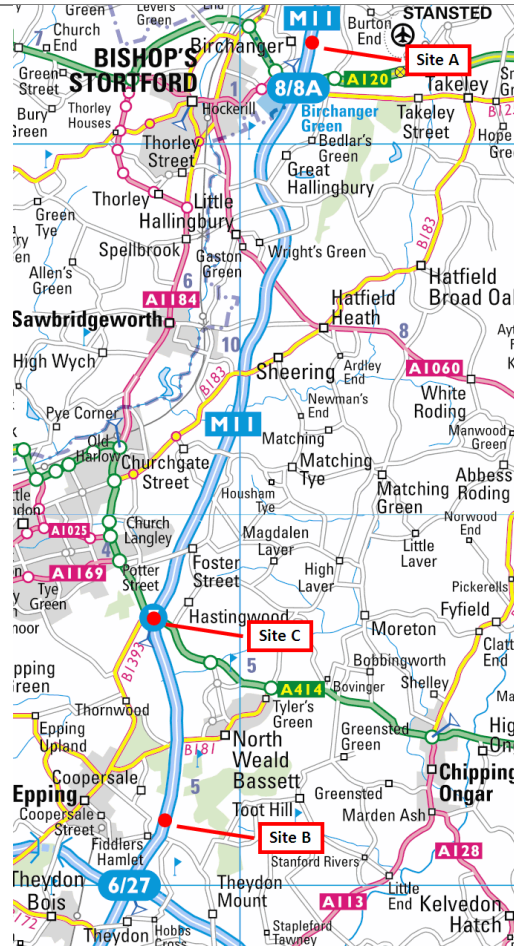 Green
Levers
Green
M11
Burton
End
STANSTED
7
Church
End
BISHOP'S
STORTFORD
Birchanger
Site A
Green
Street
8/8A
A120
Takeley
1
Bury
Green
Thorley
Houses
Hockerill
Birchanger
Green
Takeley
Street
Thorley
Street
Bedlar's
Green
Great
Hallingbury
Thorley
Little
Hallingbury
B183
Green
Tye
Spellbrook
Gaston
Green
Wright's Green
Allen's
Green
6
Hatfield
Broad Oa
A1184
Hatfield
Heath
Sawbridgeworth
8
10
High Wych
B183
Sheering
Ardley
End
A1060
Newman's
End
White
Roding
Pye Corner
M11
Matching
Manwood
Green
Old
Harlow
Churchgate
Street
Matching
Tye
Abbess
Roding
Housham
Tye
Matching
Green
A1025
Church
Langley
Norwood
End
Magdalen
Laver
Little
Laver
4
A1169
Potter
Street
Foster
Street
High
Laver
Tye
Green
Pickerells
Hastingwood
Fyfield
Site C
Moreton
B1393
5
Bobbingworth
A414
Bovinger
Shelley
Thornwood
Tyler's
Green
Epping
Upland
Greensted
Green
B181
North
Weald
Bassett
5
Coopersale
Epping
Greensted
Chipping
Ongar
Toot Hill
Coopersale
Street
Site B
Marden Ash
Fiddlers
Hamlet
Stanford Rivers
A128
6/27
Theydon
Bois
Theydon
Mount
Little
End
A113
Kelvedon
Hatch
B172
Theydon
Hobbs
Cross
Stapleford
Tawney